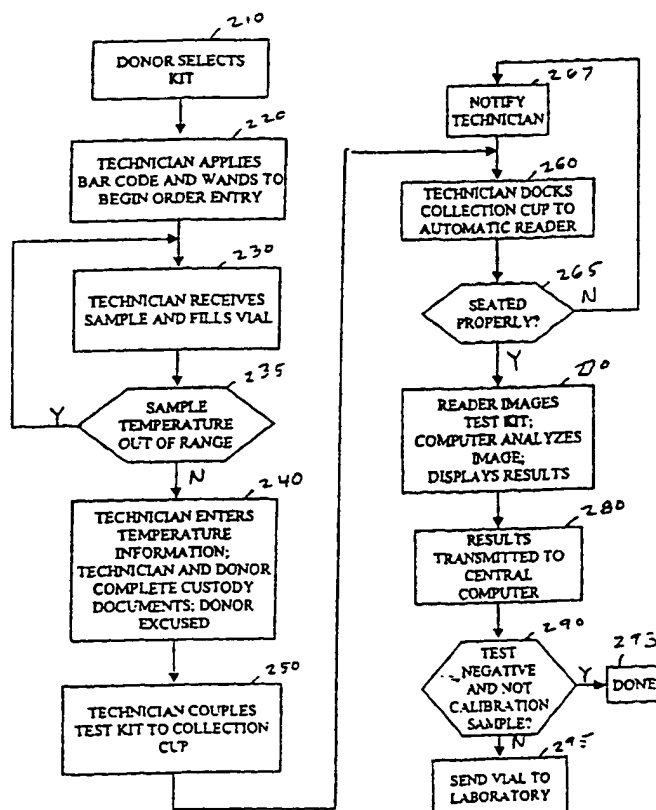 210
DONOR SELECTS
KIT
220
TECHNICIAN APPLIES
BAR CODE AND WANDS TO
BEGIN ORDER ENTRY
230
TECHNICIAN RECEIVES
SAMPLE AND FILLS VIAL
235
Y
SAMPLE
TEMPERATURE
OUT OF RANGE
N
240
TECHNICIAN ENTERS
TEMPERATURE
INFORMATION;
TECHNICIAN AND DONOR
COMPLETE CUSTODY
DOCUMENTS; DONOR
EXCUSED
250
TECHNICIAN COUPLES
TEST KIT TO COLLECTION
CUP
267
NOTIFY
TECHNICIAN
260
TECHNICIAN DOCKS
COLLECTION CUP TO
AUTOMATIC READER
265
SEATED
PROPERLY?
N
Y
270
READER IMAGES
TEST KIT;
COMPUTER ANALYZES
IMAGE;
DISPLAYS RESULTS
280
RESULTS
TRANSMITTED TO
CENTRAL
COMPUTER
290
TEST
NEGATIVE
AND NOT
CALIBRATION
SAMPLE?
Y
293
DONE
N
295
SEND VIAL TO
LABORATORY